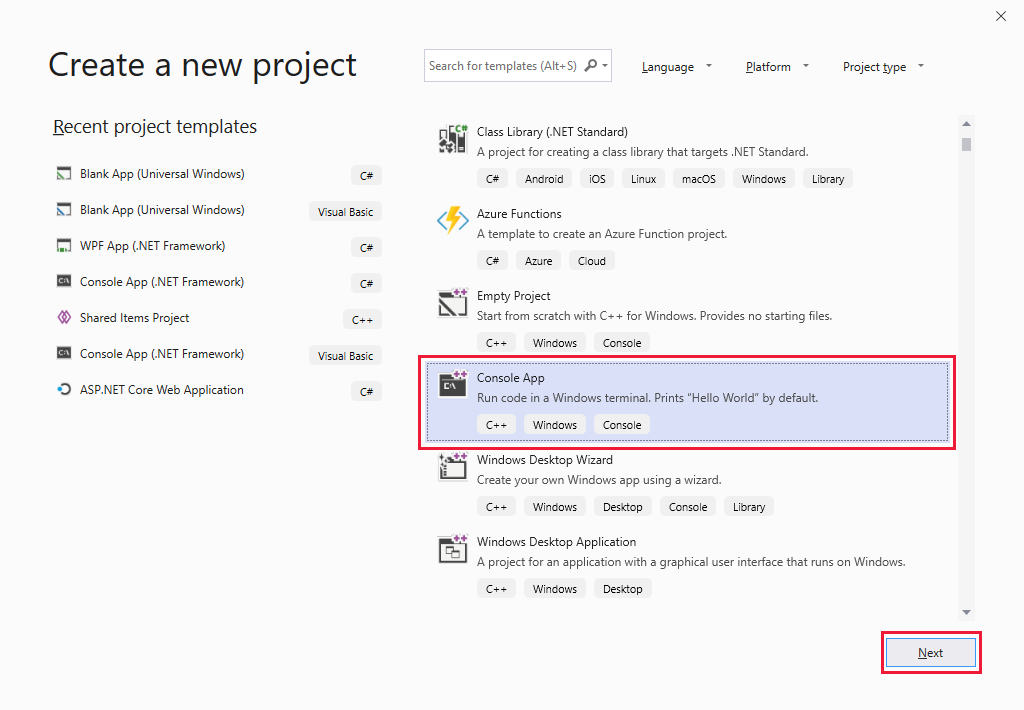 Create a new project
Search for templates (Alt+S)
Language
Platform
Project type
Recent project templates
Blank App (Universal Windows)
C#
Blank App (Universal Windows)
Visual Basic
WPF App (.NET Framework)
C#
Console App (.NET Framework)
C#
Shared Items Project
C++
Console App (.NET Framework)
Visual Basic
ASP.NET Core Web Application
C#
Class Library (.NET Standard)
A project for creating a class library that targets .NET Standard.
C# Android iOS Linux macOS Windows Library
Azure Functions
A template to create an Azure Function project.
C# Azure Cloud
Empty Project
Start from scratch with C++ for Windows. Provides no starting files.
C++ Windows Console
Console App
Run code in a Windows terminal. Prints “Hello World” by default.
C++ Windows Console
Windows Desktop Wizard
Create your own Windows app using a wizard.
C++ Windows Desktop Console Library
Windows Desktop Application
A project for an application with a graphical user interface that runs on Windows.
C++ Windows Desktop
Next